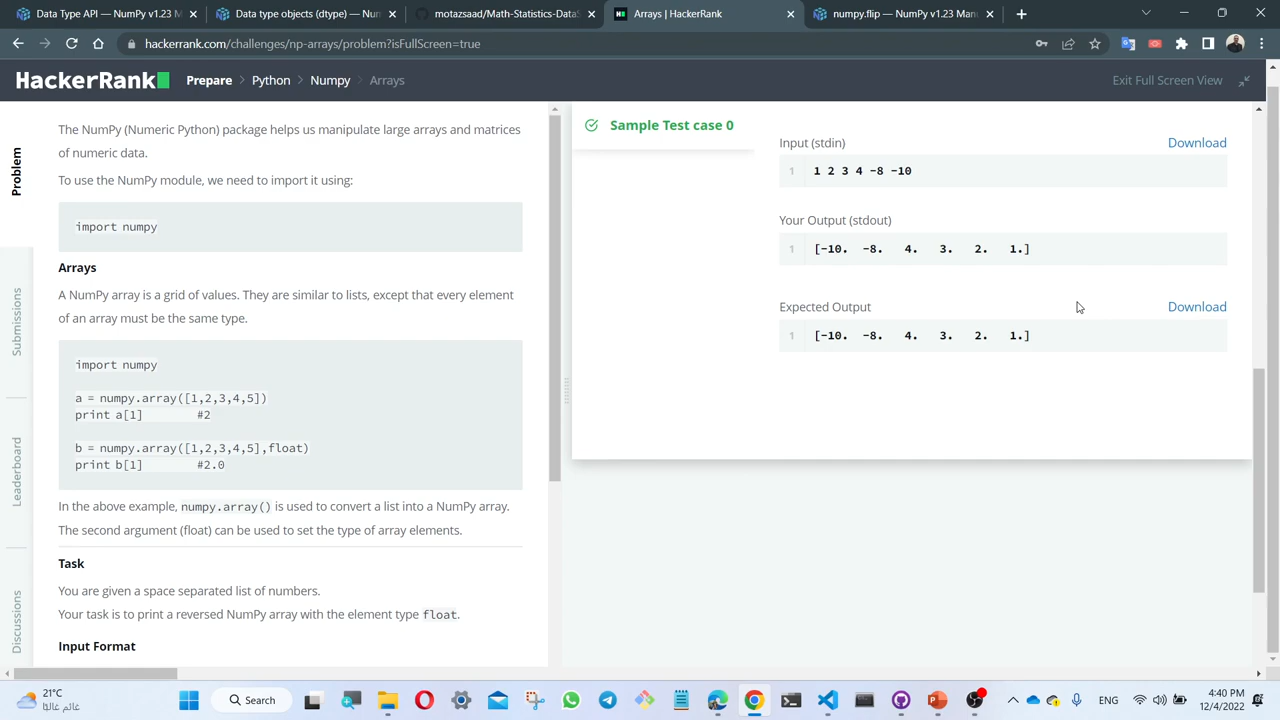 Data Type API — NumPy v1.23 M
Data type objects (dtype) — Num
motazsaad/Math-Statistics-DataS
Arrays | HackerRank
numpy.flip — NumPy v1.23 Man
hackerrank.com/challenges/np-arrays/problem?isFullScreen=true
HackerRank
Prepare > Python > Numpy > Arrays
Exit Full Screen View
Problem
Submissions
Leaderboard
Discussions
The NumPy (Numeric Python) package helps us manipulate large arrays and matrices
of numeric data.
To use the NumPy module, we need to import it using:
import numpy
Arrays
A NumPy array is a grid of values. They are similar to lists, except that every element
of an array must be the same type.
import numpy
a = numpy.array([1,2,3,4,5])
print a[1] #2
b = numpy.array([1,2,3,4,5],float)
print b[1] #2.0
In the above example, numpy.array() is used to convert a list into a NumPy array.
The second argument (float) can be used to set the type of array elements.
Task
You are given a space separated list of numbers.
Your task is to print a reversed NumPy array with the element type float.
Input Format
Sample Test case 0
Input (stdin)
Download
1 1 2 3 4 -8 -10
Your Output (stdout)
1 [-10. -8. 4. 3. 2. 1.]
Expected Output
Download
1 [-10. -8. 4. 3. 2. 1.]
21°C
غائم غالبًا
Search
ENG
4:40 PM
12/4/2022